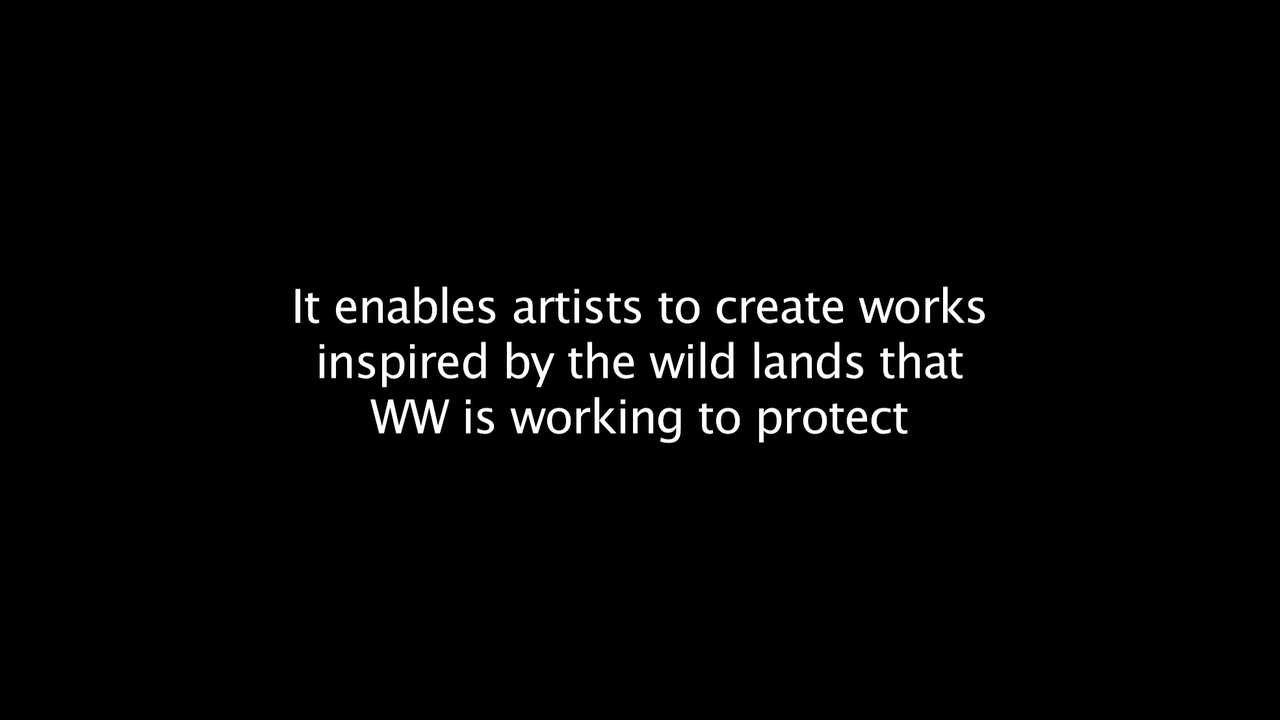 It enables artists to create works
inspired by the wild lands that
WW is working to protect